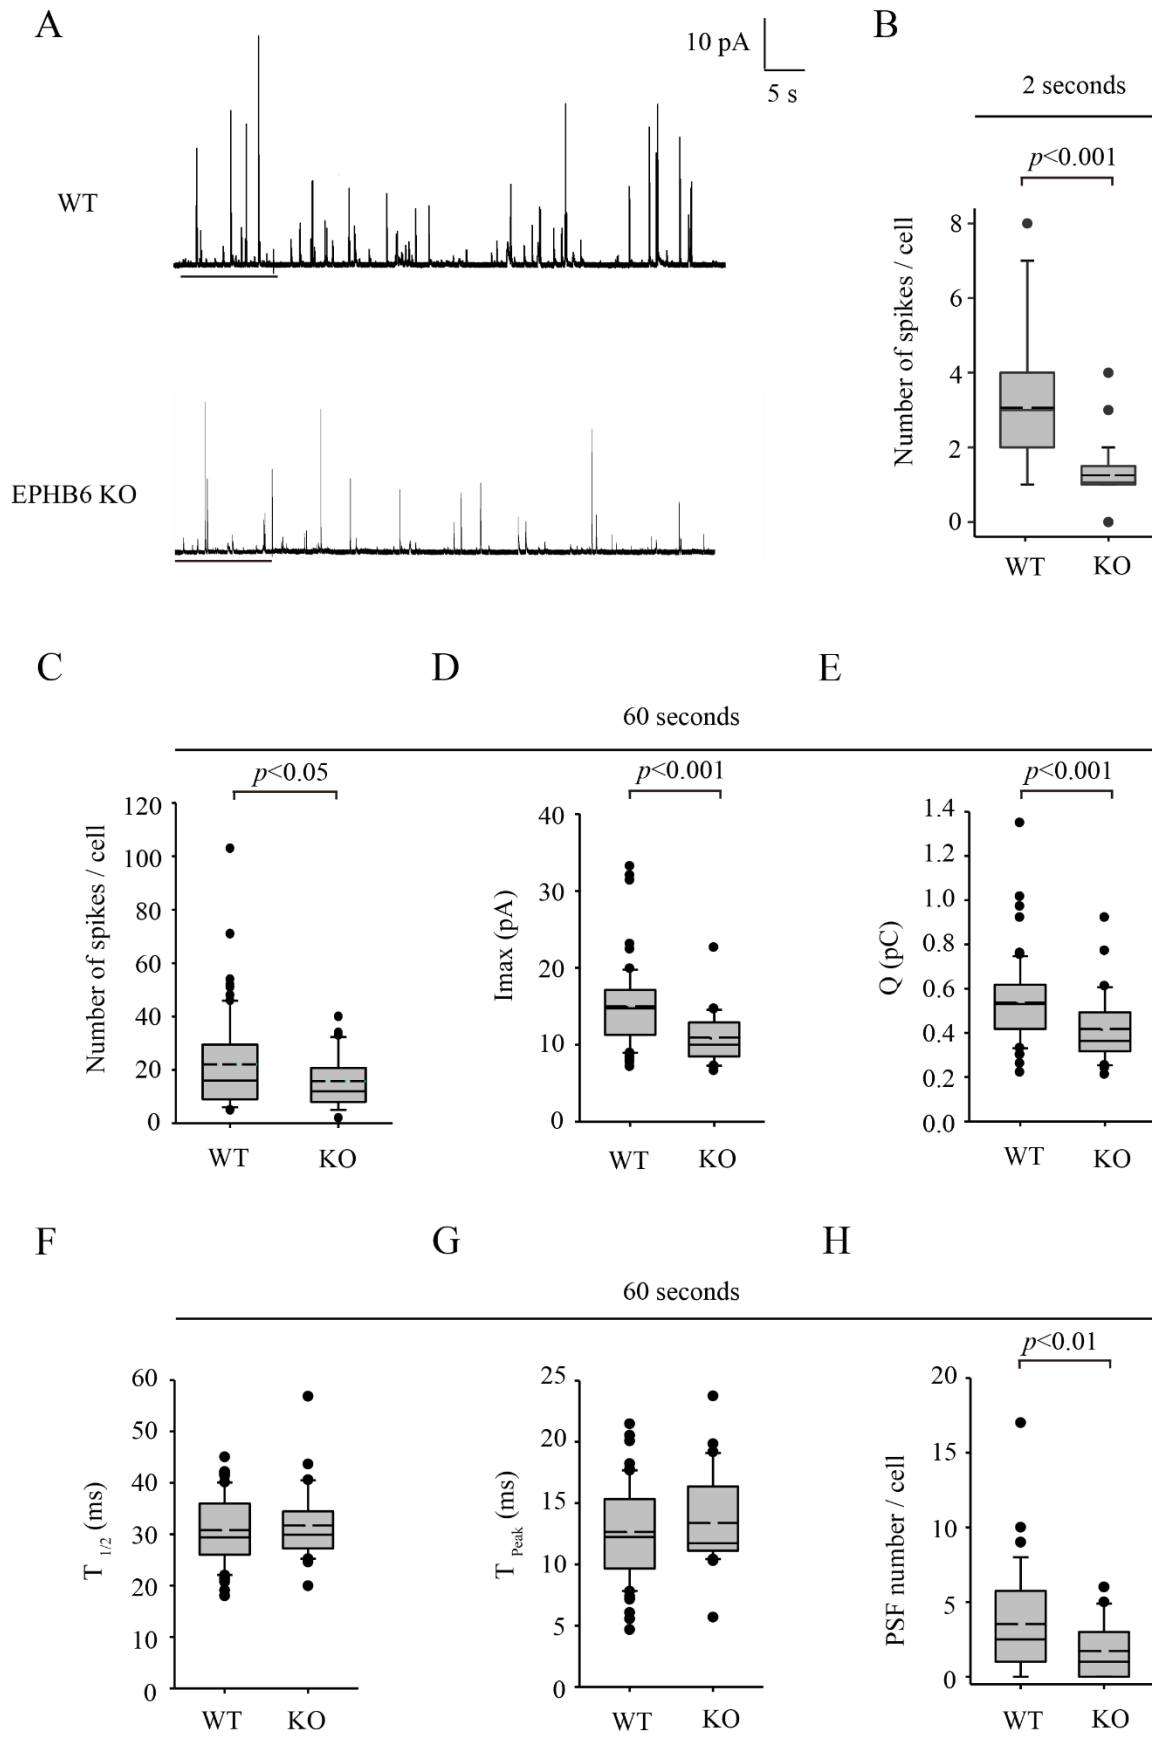 A
10 pA
5 s
WT
EPHB6 KO
B
2 seconds
p<0.001
Number of spikes / cell
8
6
4
2
0
WT KO
C D E
60 seconds
p<0.05
Number of spikes / cell
120
100
80
60
40
20
0
WT KO
p<0.001
Imax (pA)
40
30
20
10
0
WT KO
p<0.001
Q (pC)
1.4
1.2
1.0
0.8
0.6
0.4
0.2
0.0
WT KO
F G H
60 seconds
T 1/2 (ms)
60
50
40
30
20
10
0
WT KO
T Peak (ms)
25
20
15
10
5
0
WT KO
p<0.01
PSF number / cell
20
15
10
5
0
WT KO